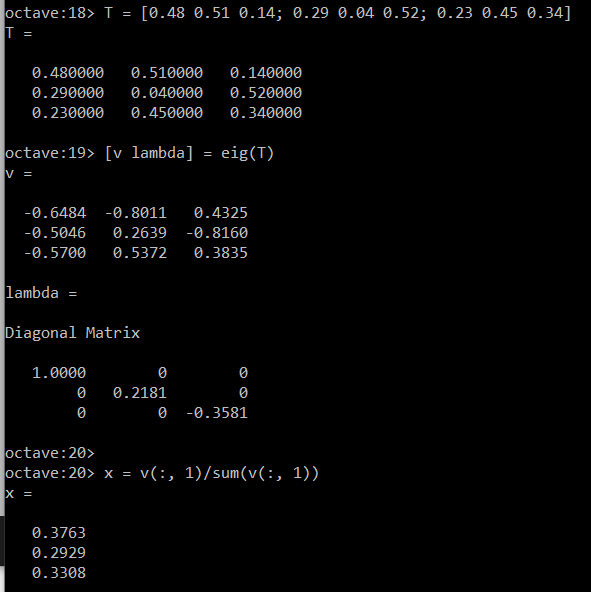 octave:18> T = [0.48 0.51 0.14; 0.29 0.04 0.52; 0.23 0.45 0.34]
T =
0.480000 0.510000 0.140000
0.290000 0.040000 0.520000
0.230000 0.450000 0.340000
octave:19> [v lambda] = eig(T)
v =
-0.6484 -0.8011 0.4325
-0.5046 0.2639 -0.8160
-0.5700 0.5372 0.3835
lambda =
Diagonal Matrix
1.0000 0 0
0 0.2181 0
0 0 -0.3581
octave:20>
octave:20> x = v(:, 1)/sum(v(:, 1))
x =
0.3763
0.2929
0.3308